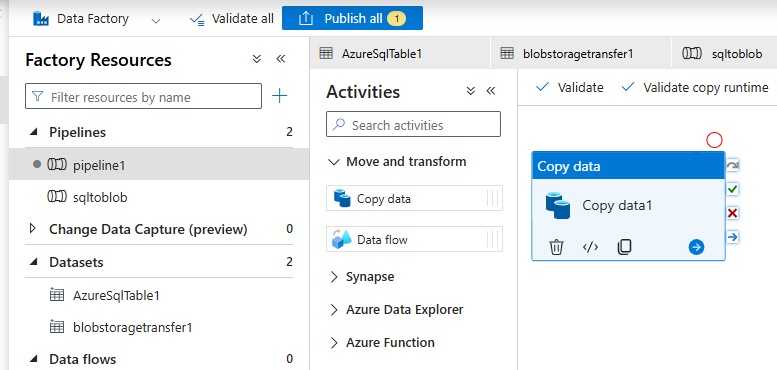 Data Factory
Validate all
Publish all 1
Factory Resources
Filter resources by name
Pipelines 2
pipeline1
sqltoblob
Change Data Capture (preview) 0
Datasets 2
AzureSqlTable1
blobstoragetransfer1
Data flows 0
AzureSqlTable1
blobstoragetransfer1
sqltoblob
Activities
Search activities
Move and transform
Copy data
Data flow
Synapse
Azure Data Explorer
Azure Function
Validate
Validate copy runtime
Copy data
Copy data1